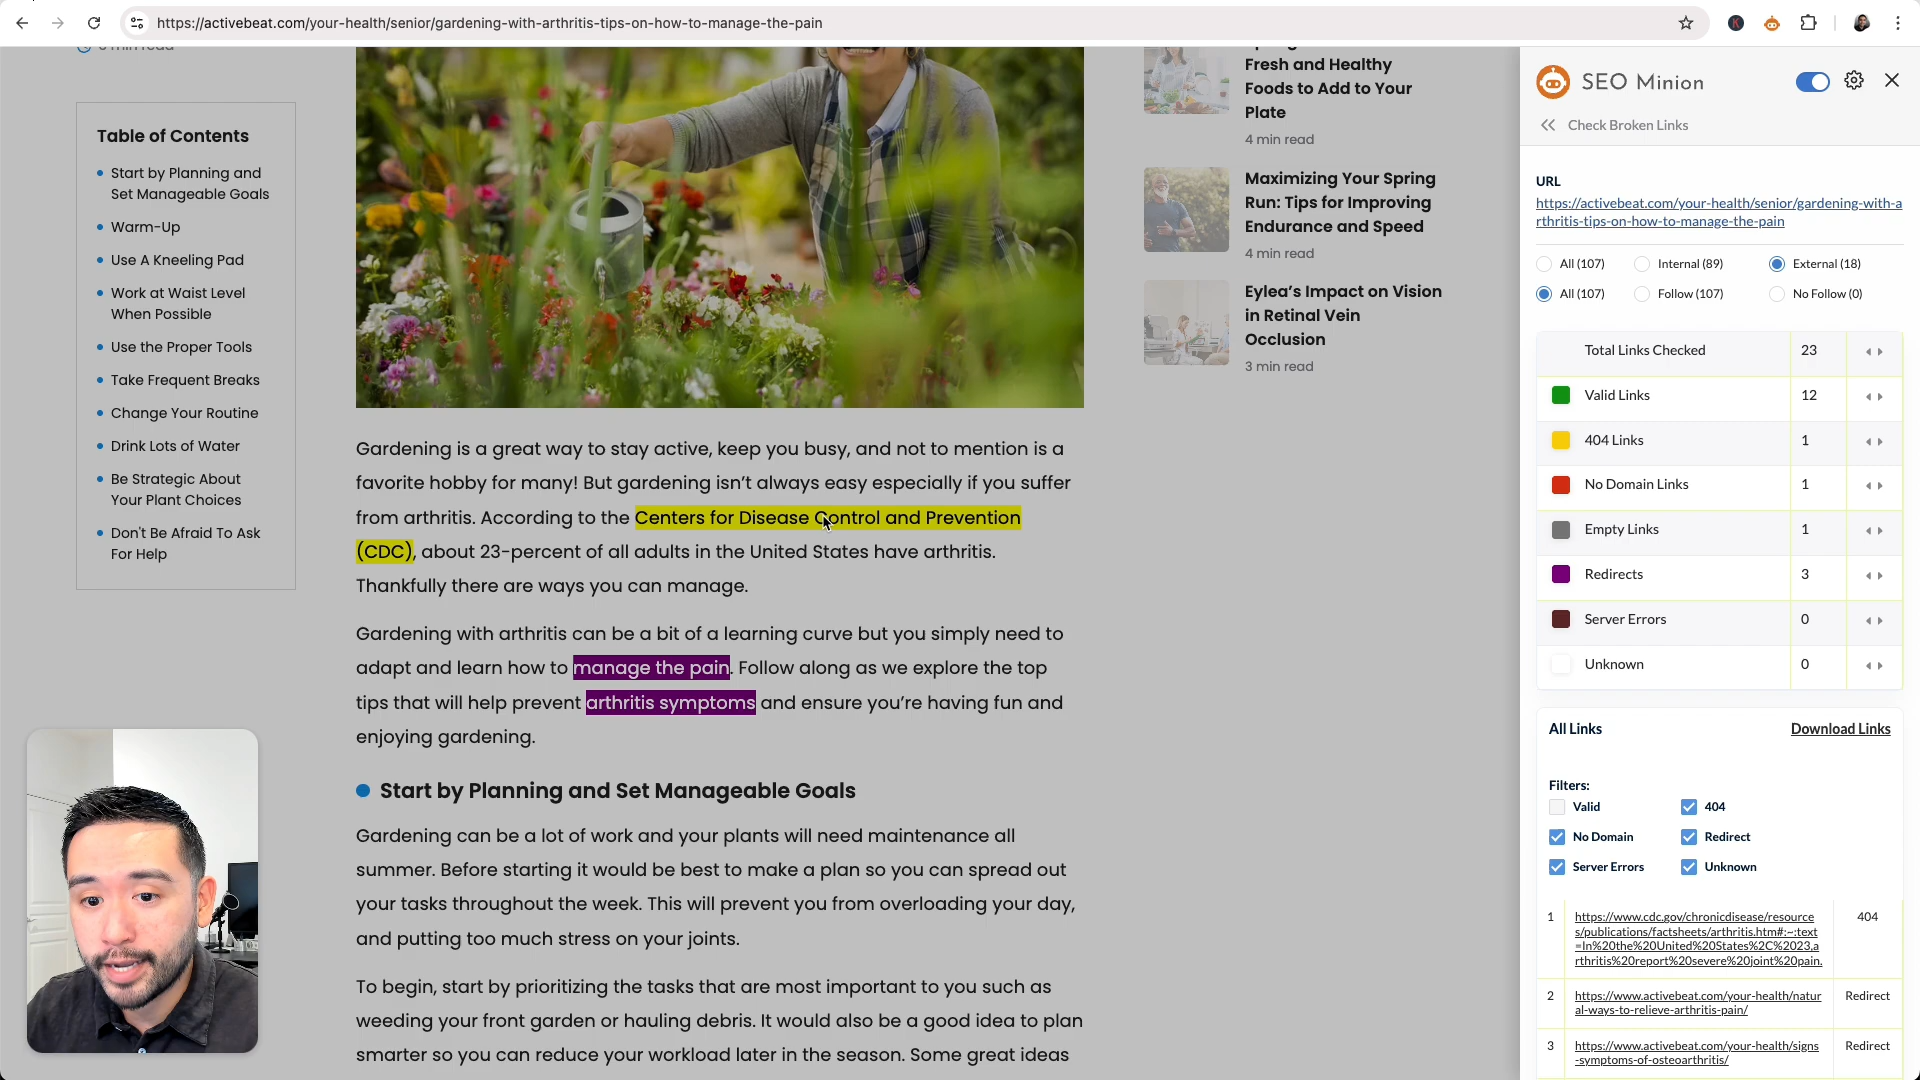 https://activebeat.com/your-health/senior/gardening-with-arthritis-tips-on-how-to-manage-the-pain
min read
Table of Contents
Start by Planning and
Set Manageable Goals
Warm-Up
Use A Kneeling Pad
Work at Waist Level
When Possible
Use the Proper Tools
Take Frequent Breaks
Change Your Routine
Drink Lots of Water
Be Strategic About
Your Plant Choices
Don't Be Afraid To Ask
For Help
Gardening is a great way to stay active, keep you busy, and not to mention is a
favorite hobby for many! But gardening isn't always easy especially if you suffer
from arthritis. According to the Centers for Disease Control and Prevention
(CDC), about 23-percent of all adults in the United States have arthritis.
Thankfully there are ways you can manage.
Gardening with arthritis can be a bit of a learning curve but you simply need to
adapt and learn how to manage the pain. Follow along as we explore the top
tips that will help prevent arthritis symptoms and ensure you're having fun and
enjoying gardening.
Start by Planning and Set Manageable Goals
Gardening can be a lot of work and your plants will need maintenance all
summer. Before starting it would be best to make a plan so you can spread out
your tasks throughout the week. This will prevent you from overloading your day,
and putting too much stress on your joints.
To begin, start by prioritizing the tasks that are most important to you such as
weeding your front garden or hauling debris. It would also be a good idea to plan
smarter so you can reduce your workload later in the season. Some great ideas
Fresh and Healthy
Foods to Add to Your
Plate
4 min read
Maximizing Your Spring
Run: Tips for Improving
Endurance and Speed
4 min read
Eylea's Impact on Vision
in Retinal Vein
Occlusion
3 min read
SEO Minion
Check Broken Links
URL
https://activebeat.com/your-health/senior/gardening-with-a
rthritis-tips-on-how-to-manage-the-pain
All (107) Internal (89) External (18)
All (107) Follow (107) No Follow (0)
Total Links Checked 23
Valid Links 12
404 Links 1
No Domain Links 1
Empty Links 1
Redirects 3
Server Errors 0
Unknown 0
All Links Download Links
Filters:
Valid 404
No Domain Redirect
Server Errors Unknown
1 https://www.cdc.gov/chronicdisease/resource 404
s/publications/factsheets/arthritis.htm#:~:text
=In%20the%20United%20States%2C%2023,a
rthritis%20report%20severe%20joint%20pain.
2 https://www.activebeat.com/your-health/natur Redirect
al-ways-to-relieve-arthritis-pain/
3 https://www.activebeat.com/your-health/signs Redirect
-symptoms-of-osteoarthritis/